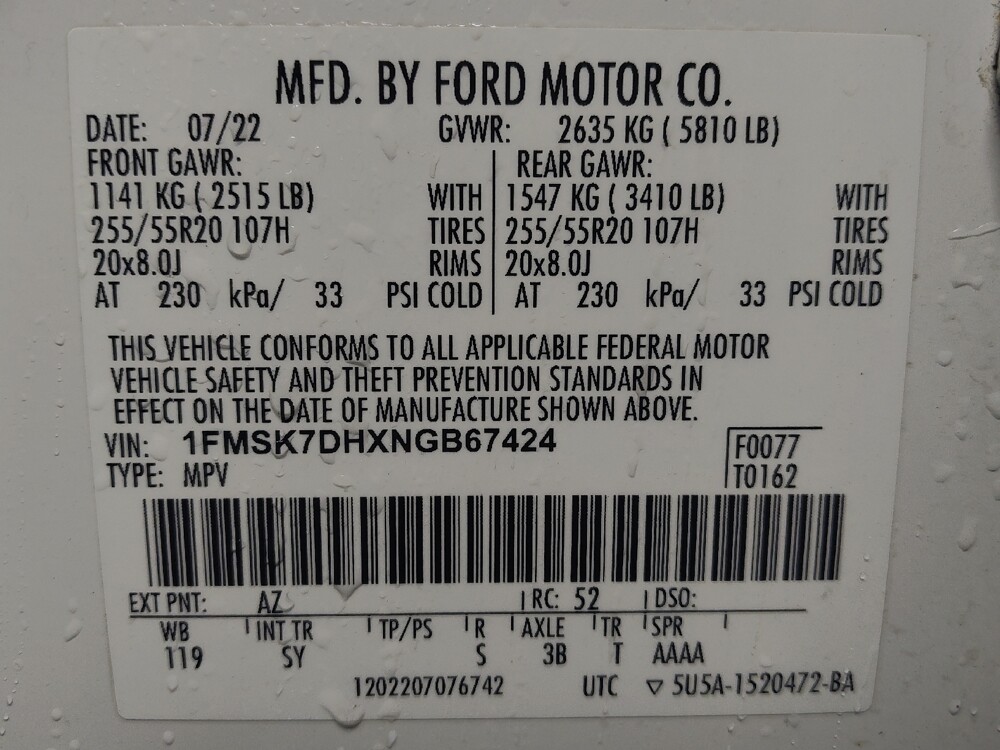 MFD. BY FORD MOTOR CO.
DATE: 07/22 GVWR: 2635 KG ( 5810 LB)
FRONT GAWR: REAR GAWR:
1141 KG ( 2515 LB) WITH 1547 KG ( 3410 LB) WITH
255/55R20 107H TIRES 255/55R20 107H TIRES
20x8.0J RIMS 20x8.0J RIMS
AT 230 kPa/ 33 PSI COLD AT 230 kPa/ 33 PSI COLD
THIS VEHICLE CONFORMS TO ALL APPLICABLE FEDERAL MOTOR
VEHICLE SAFETY AND THEFT PREVENTION STANDARDS IN
EFFECT ON THE DATE OF MANUFACTURE SHOWN ABOVE.
VIN: 1FMSK7DHXNGB67424 F0077
TYPE: MPV T0162
EXT PNT: AZ RC: 52 DSO:
WB INT TR TP/PS R AXLE TR SPR
119 SY S 3B T AAAA
1202207076742 UTC ▽ 5U5A-1520472-BA